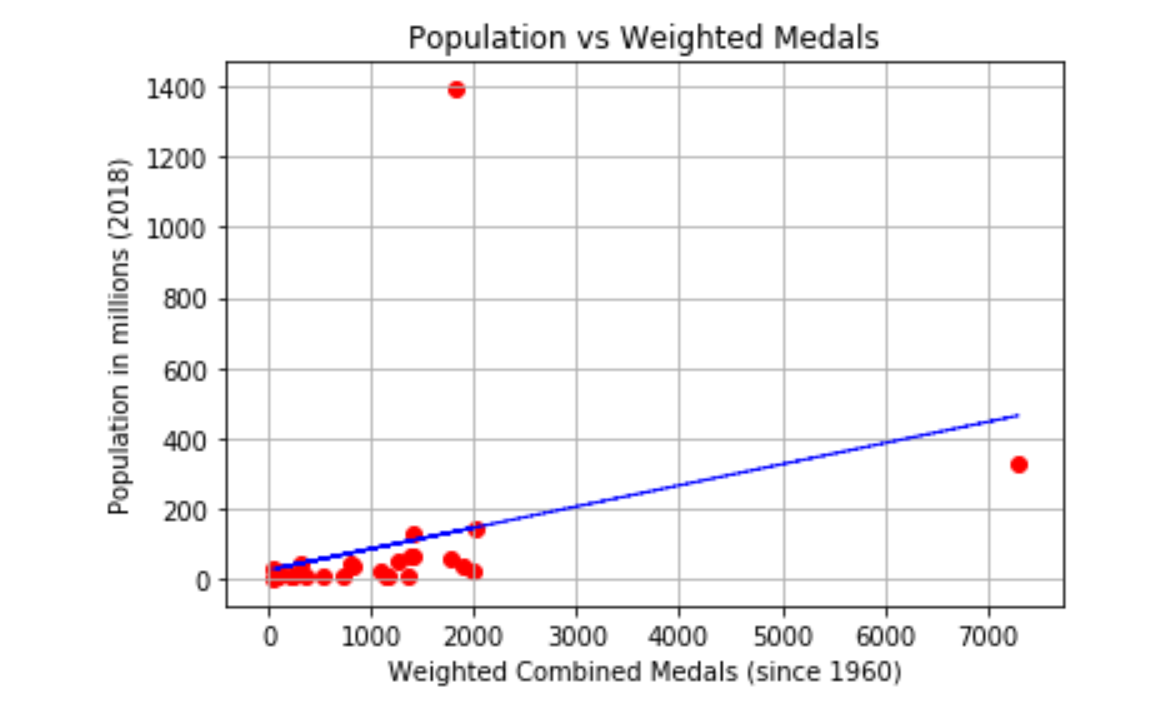 Population vs Weighted Medals
Population in millions (2018)
1400
1200
1000
800
600
400
200
0
0 1000 2000 3000 4000 5000 6000 7000
Weighted Combined Medals (since 1960)